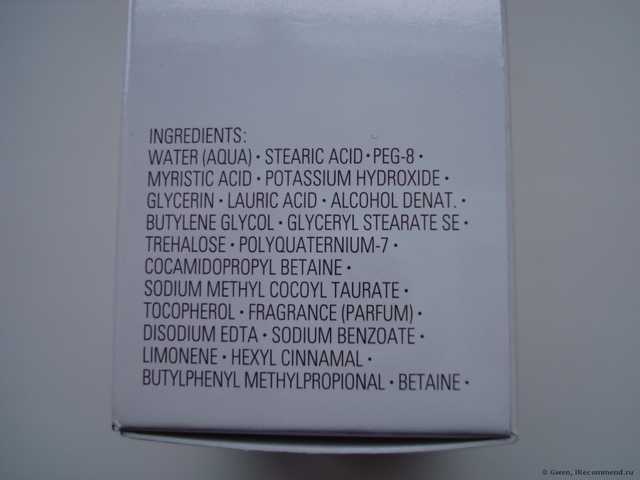 INGREDIENTS:
WATER (AQUA) • STEARIC ACID • PEG-8 •
MYRISTIC ACID • POTASSIUM HYDROXIDE •
GLYCERIN • LAURIC ACID • ALCOHOL DENAT. •
BUTYLENE GLYCOL • GLYCERYL STEARATE SE •
TREHALOSE • POLYQUATERNIUM-7 •
COCAMIDOPROPYL BETAINE •
SODIUM METHYL COCOYL TAURATE •
TOCOPHEROL • FRAGRANCE (PARFUM) •
DISODIUM EDTA • SODIUM BENZOATE •
LIMONENE • HEXYL CINNAMAL •
BUTYLPHENYL METHYLPROPIONAL • BETAINE •
© Gwen, IRecommend.ru